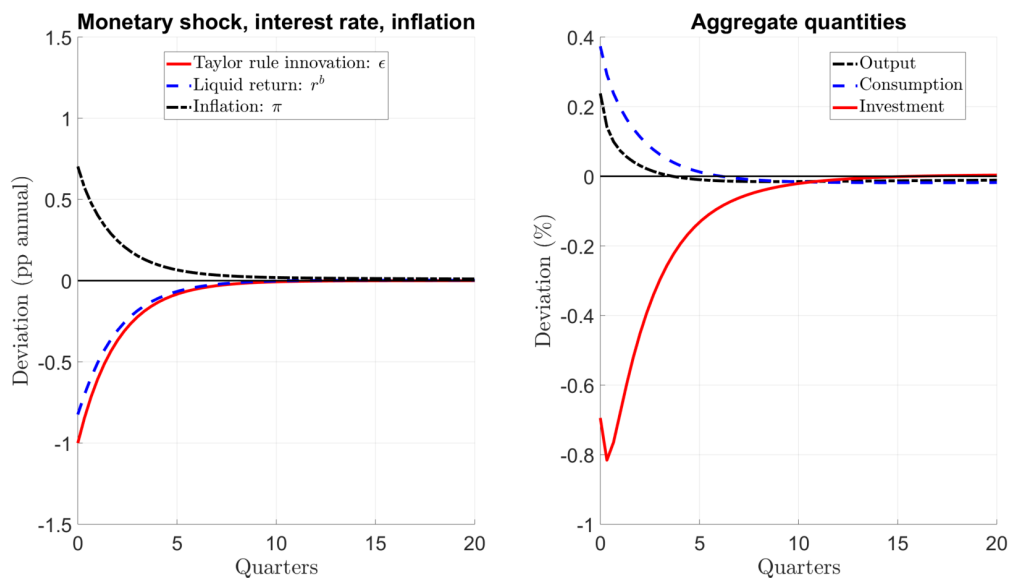 Monetary shock, interest rate, inflation
1.5
1
0.5
0
-0.5
-1
-1.5
Deviation (pp annual)
Taylor rule innovation: ϵ
Liquid return: r^b
Inflation: π
0 5 10 15 20
Quarters
Aggregate quantities
0.4
0.2
0
-0.2
-0.4
-0.6
-0.8
-1
Deviation (%)
Output
Consumption
Investment
0 5 10 15 20
Quarters